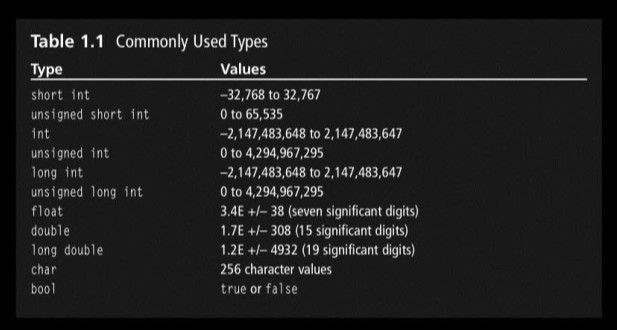 Table 1.1 Commonly Used Types
Type Values
short int –32,768 to 32,767
unsigned short int 0 to 65,535
int –2,147,483,648 to 2,147,483,647
unsigned int 0 to 4,294,967,295
long int –2,147,483,648 to 2,147,483,647
unsigned long int 0 to 4,294,967,295
float 3.4E +/– 38 (seven significant digits)
double 1.7E +/– 308 (15 significant digits)
long double 1.2E +/– 4932 (19 significant digits)
char 256 character values
bool true or false